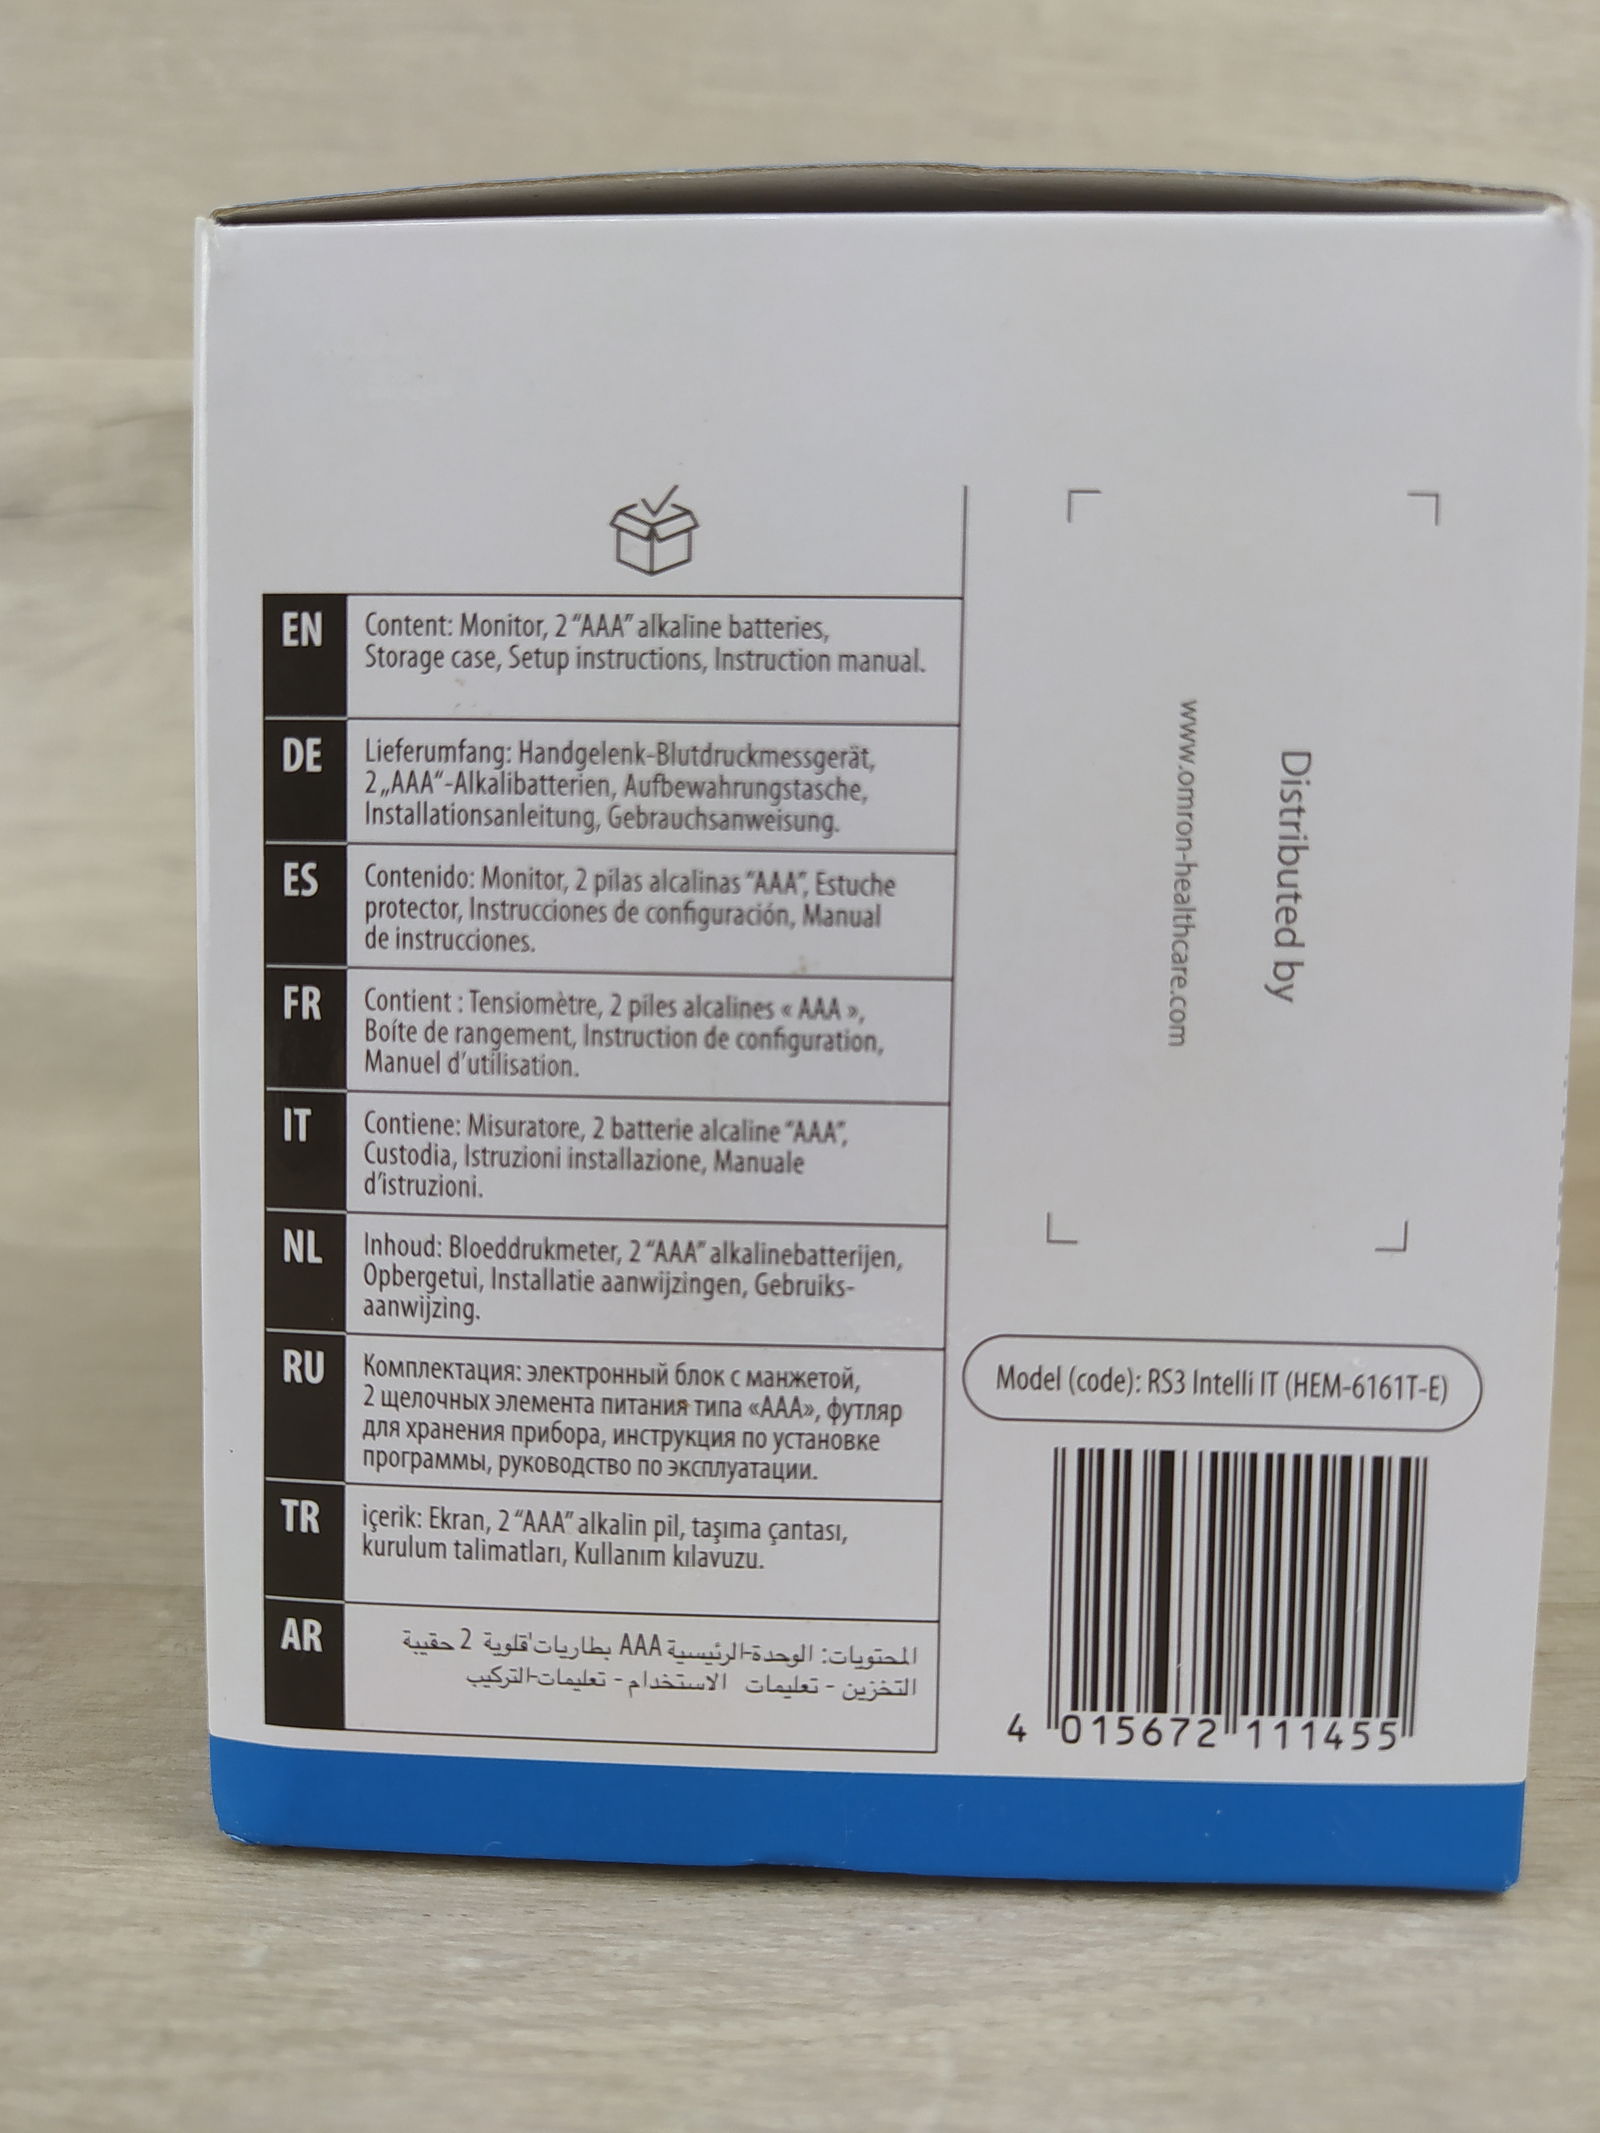 EN
Content: Monitor, 2 “AAA” alkaline batteries,
Storage case, Setup instructions, Instruction manual.
DE
Lieferumfang: Handgelenk-Blutdruckmessgerät,
2 „AAA“-Alkalibatterien, Aufbewahrungstasche,
Installationsanleitung, Gebrauchsanweisung.
ES
Contenido: Monitor, 2 pilas alcalinas “AAA”, Estuche
protector, Instrucciones de configuración, Manual
de instrucciones.
FR
Contient : Tensiomètre, 2 piles alcalines « AAA »,
Boíte de rangement, Instruction de configuration,
Manuel d’utilisation.
IT
Contiene: Misuratore, 2 batterie alcaline “AAA”,
Custodia, Istruzioni installazione, Manuale
d’istruzioni.
NL
Inhoud: Bloeddrukmeter, 2 “AAA” alkalinebatterijen,
Opbergetui, Installatie aanwijzingen, Gebruiks-
aanwijzing.
RU
Комплектация: электронный блок с манжетой,
2 щелочных элемента питания типа «AAA», футляр
для хранения прибора, инструкция по установке
программы, руководство по эксплуатации.
TR
içerik: Ekran, 2 “AAA” alkalin pil, taşıma çantası,
kurulum talimatları, Kullanım kılavuzu.
AR
المحتويات: الوحدة-الرئيسية AAA بطاريات'قلوية 2 حقيبة
التخزين - تعليمات الاستخدام - تعليمات-التركيب
Distributed by
www.omron-healthcare.com
Model (code): RS3 Intelli IT (HEM-6161T-E)
4 015672 111455